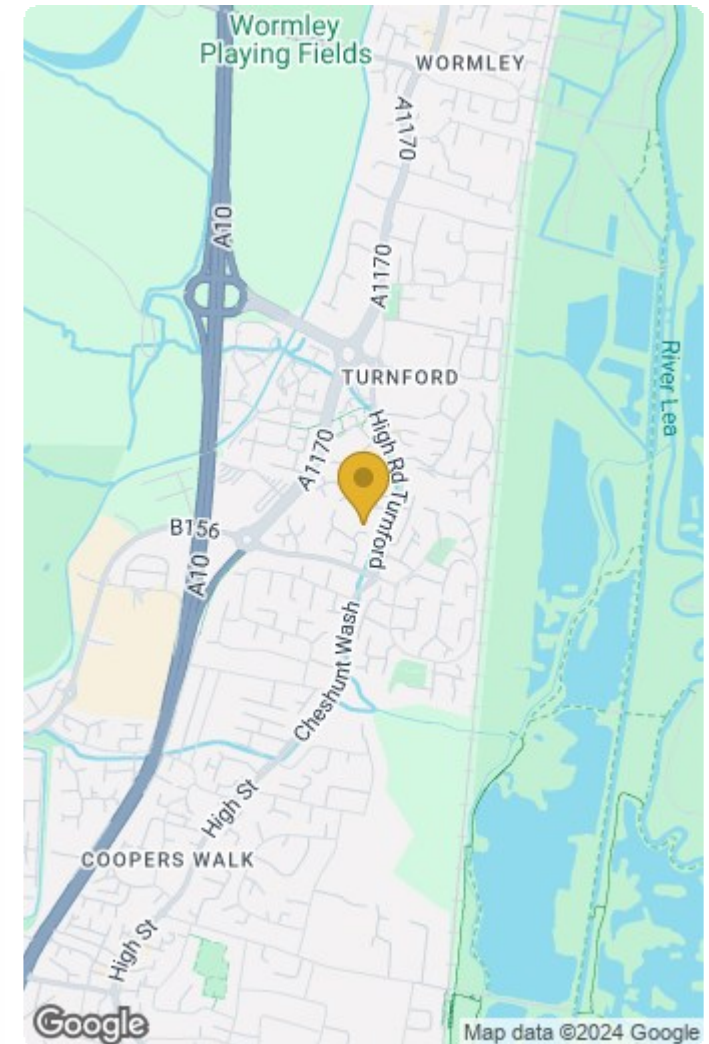 Wormley
Playing Fields
WORMLEY
A1170
A10
A1170
River Lea
TURNFORD
High Rd Turnford
A1170
B156
A10
Cheshunt Wash
High St
COOPERS WALK
High St
Google
Map data ©2024 Google